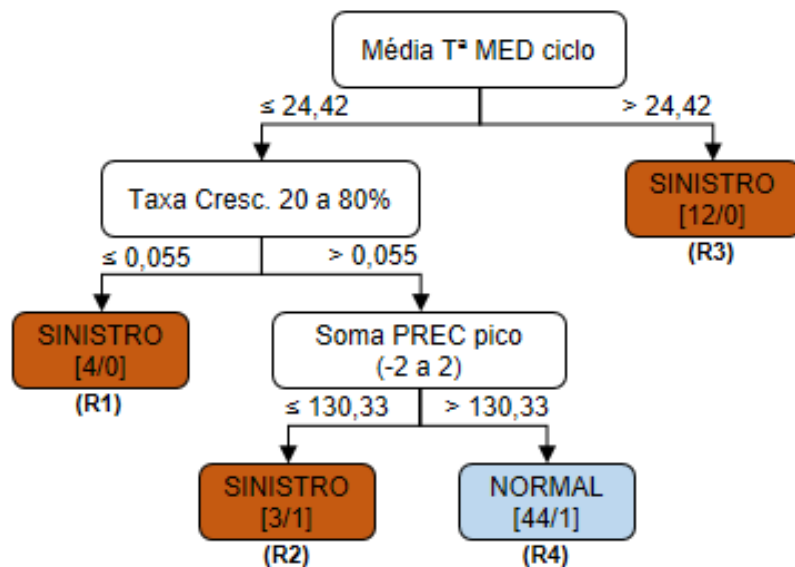 Média Tª MED ciclo
≤ 24,42
> 24,42
Taxa Cresc. 20 a 80%
SINISTRO
[12/0]
(R3)
≤ 0,055
> 0,055
SINISTRO
[4/0]
(R1)
Soma PREC pico
(-2 a 2)
≤ 130,33
> 130,33
SINISTRO
[3/1]
(R2)
NORMAL
[44/1]
(R4)